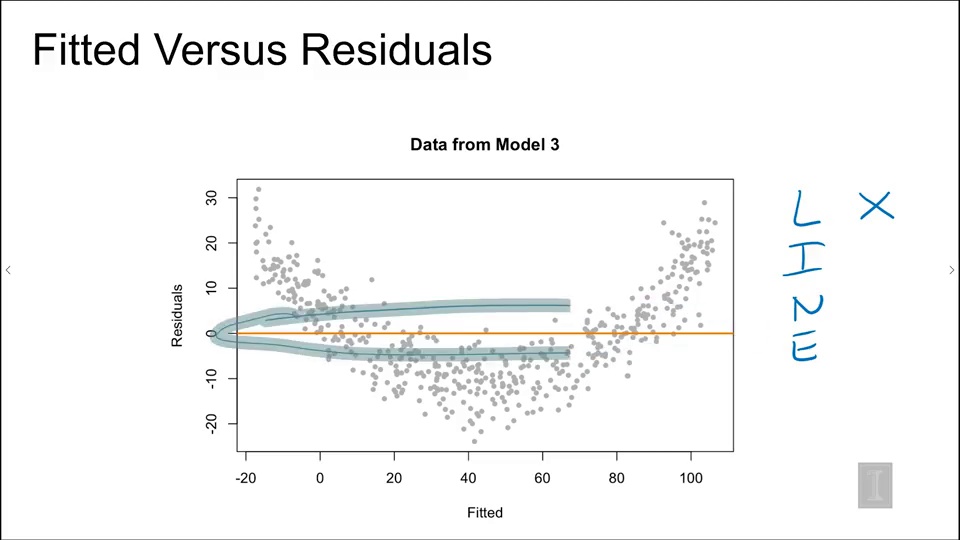 Fitted Versus Residuals
Data from Model 3
Residuals
30
20
10
0
-10
-20
-20 0 20 40 60 80 100
Fitted
L X
I
N
E
I